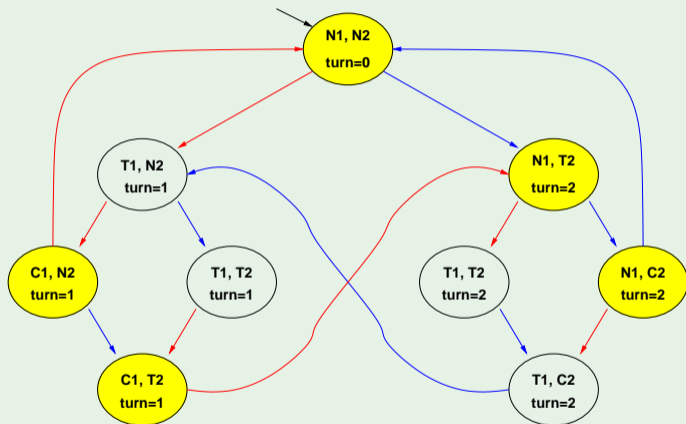 N1, N2
turn=0
T1, N2
turn=1
N1, T2
turn=2
C1, N2
turn=1
T1, T2
turn=1
T1, T2
turn=2
N1, C2
turn=2
C1, T2
turn=1
T1, C2
turn=2